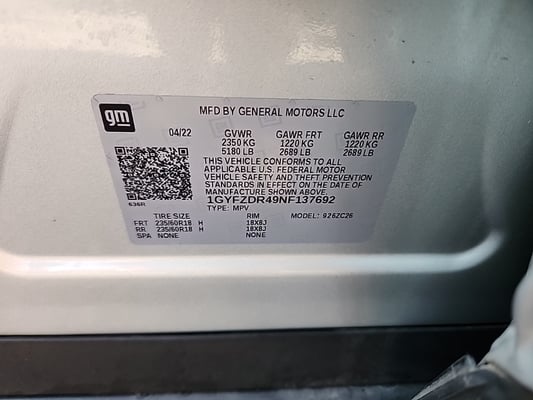 gm
MFD BY GENERAL MOTORS LLC
04/22 GVWR GAWR FRT GAWR RR
2350 KG 1220 KG 1220 KG
5180 LB 2689 LB 2689 LB
THIS VEHICLE CONFORMS TO ALL
APPLICABLE U.S. FEDERAL MOTOR
VEHICLE SAFETY AND THEFT PREVENTION
STANDARDS IN EFFECT ON THE DATE OF
MANUFACTURE SHOWN ABOVE.
1GYFZDR49NF137692
636R TYPE: MPV
TIRE SIZE RIM MODEL: 926ZC26
FRT 235/60R18 H 18X8J
RR 235/60R18 H 18X8J
SPA NONE NONE